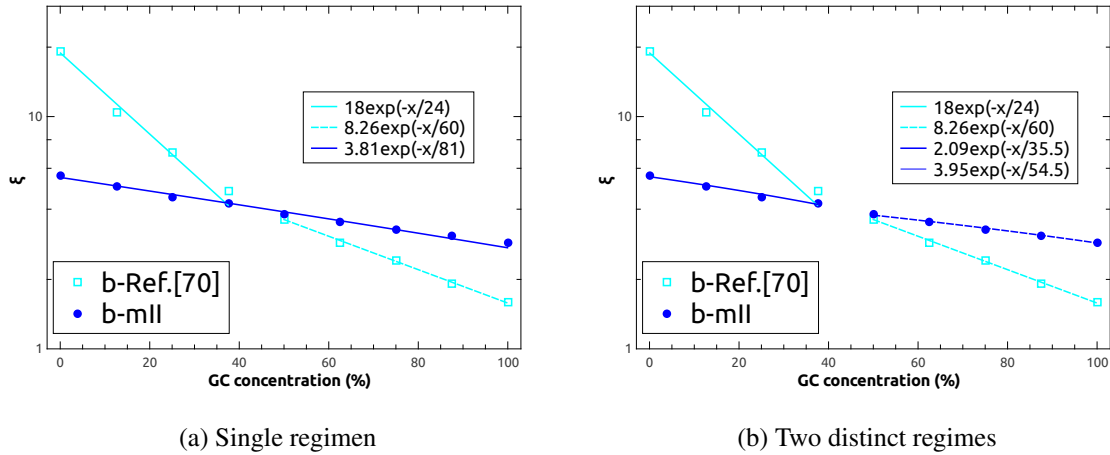 10
1
ξ
0
20
40
60
80
100
GC concentration (%)
18exp(-x/24)
8.26exp(-x/60)
3.81exp(-x/81)
b-Ref.[70]
b-mII
(a) Single regimen
10
1
ξ
0
20
40
60
80
100
GC concentration (%)
18exp(-x/24)
8.26exp(-x/60)
2.09exp(-x/35.5)
3.95exp(-x/54.5)
b-Ref.[70]
b-mII
(b) Two distinct regimes